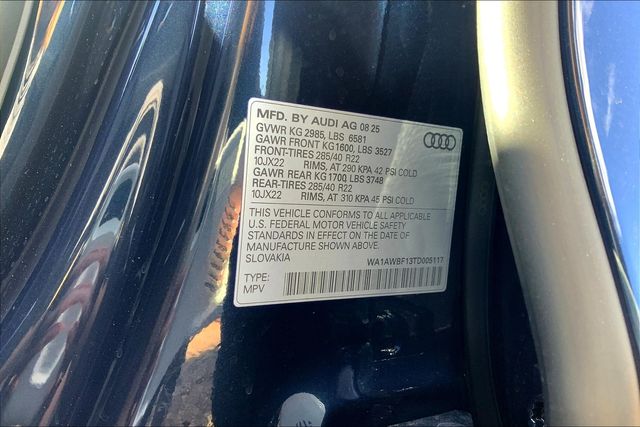 MFD. BY AUDI AG 08 25
GVWR KG 2985, LBS 6581
GAWR FRONT KG1600, LBS 3527
FRONT-TIRES 285/40 R22
10JX22 RIMS, AT 290 KPA 42 PSI COLD
GAWR REAR KG1700, LBS 3748
REAR-TIRES 285/40 R22
10JX22 RIMS, AT 310 KPA 45 PSI COLD
THIS VEHICLE CONFORMS TO ALL APPLICABLE
U.S. FEDERAL MOTOR VEHICLE SAFETY
STANDARDS IN EFFECT ON THE DATE OF
MANUFACTURE SHOWN ABOVE.
SLOVAKIA
WA1AWBF13TD005117
TYPE:
MPV